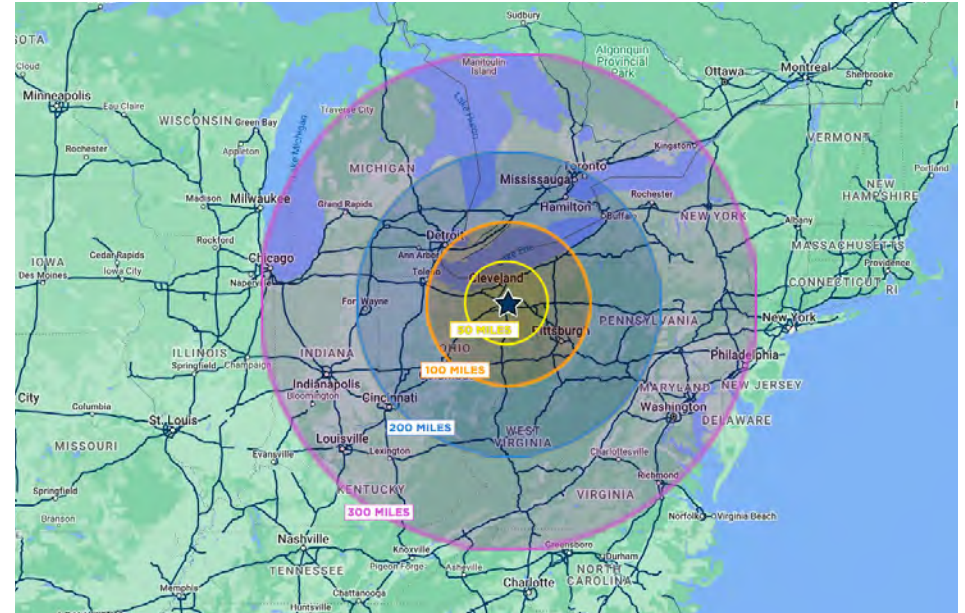 Sudbury
SOTA
Cloud
Algonquin
Provincial
Park
Manitoulin
Island
Ottawa
Montreal
Sherbrooke
Minneapolis
Eau Claire
Traverse City
Lake Huron
WISCONSIN
Green Bay
Lake Michigan
Kingston
VERMONT
Rochester
Appleton
MICHIGAN
Toronto
Portland
Mississauga
NEW
HAMPSHIRE
Madison
Milwaukee
Grand Rapids
Hamilton
Rochester
Buffalo
NEW YORK
Albany
Rockford
Detroit
MASSACHUSETTS
Ann Arbor
IOWA
Cedar Rapids
Chicago
Lake Erie
Providence
Iowa City
Des Moines
Naperville
Toledo
Cleveland
CONNECTICUT
RI
Fort Wayne
50 MILES
Pittsburgh
PENNSYLVANIA
New York
ILLINOIS
INDIANA
OHIO
Philadelphia
Springfield
Champaign
100 MILES
Indianapolis
MARYLAND
NEW JERSEY
City
Columbia
Bloomington
Cincinnati
Washington
DELAWARE
St. Louis
200 MILES
WEST
VIRGINIA
MISSOURI
Louisville
Evansville
Lexington
Charlottesville
Richmond
Springfield
KENTUCKY
VIRGINIA
Branson
300 MILES
Norfolk
Virginia Beach
Nashville
Greensboro
Knoxville
Durham
TENNESSEE
Pigeon Forge
Asheville
NORTH
CAROLINA
Memphis
Chattanooga
Charlotte
Huntsville